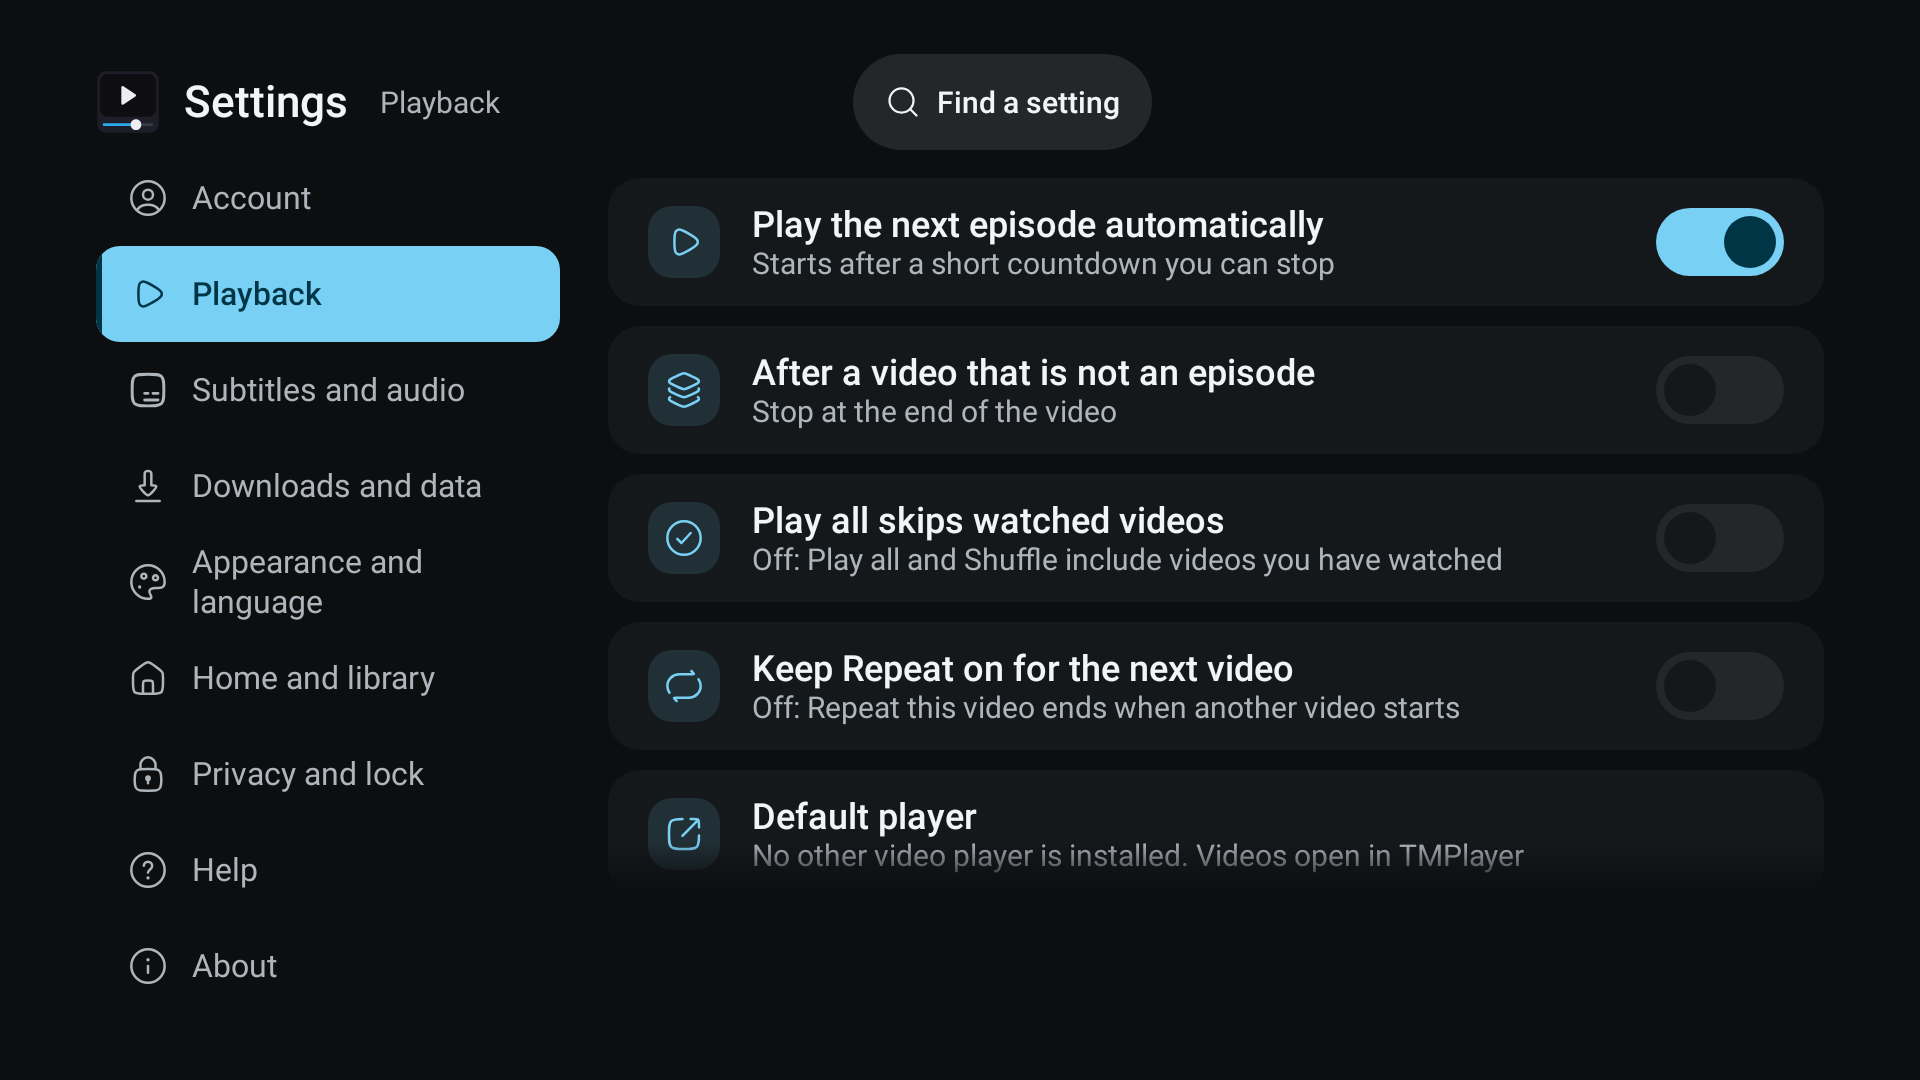 Settings
Playback
Find a setting
Account
Playback
Subtitles and audio
Downloads and data
Appearance and
language
Home and library
Privacy and lock
Help
About
Play the next episode automatically
Starts after a short countdown you can stop
After a video that is not an episode
Stop at the end of the video
Play all skips watched videos
Off: Play all and Shuffle include videos you have watched
Keep Repeat on for the next video
Off: Repeat this video ends when another video starts
Default player
No other video player is installed. Videos open in TMPlayer